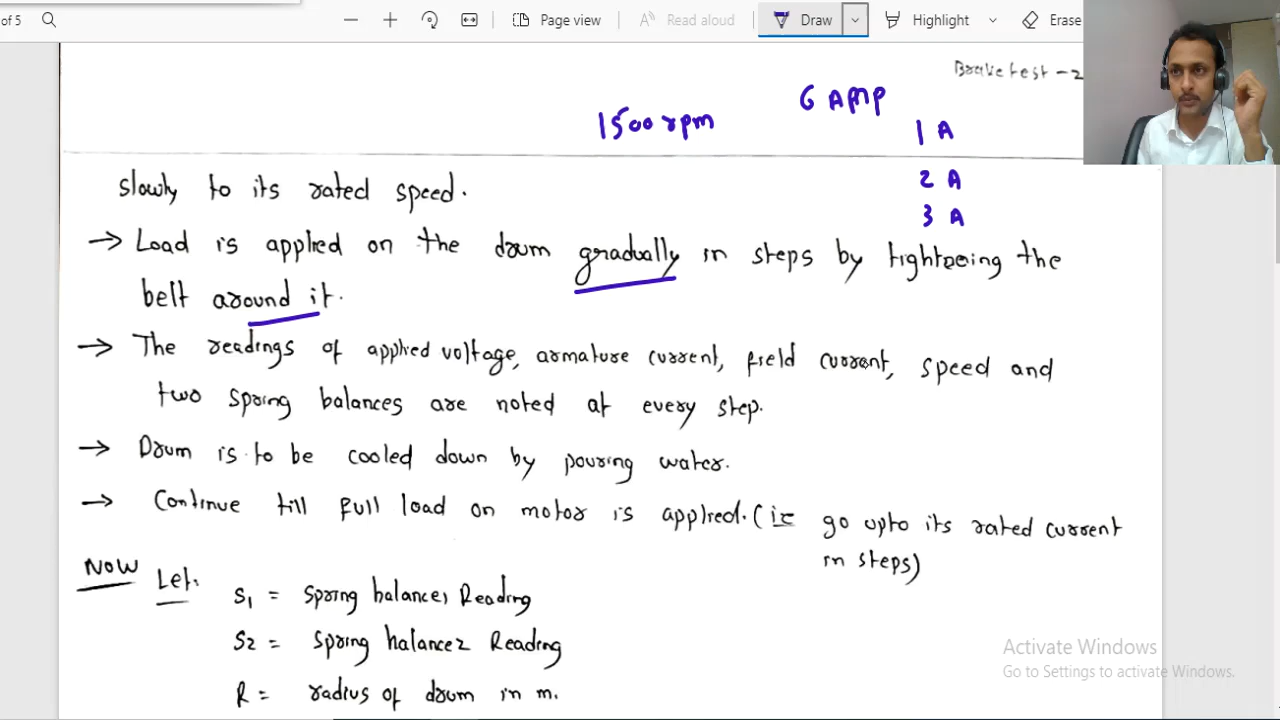 of 5
Page view
Read aloud
Draw
Highlight
Erase
Brake test - 2
1500 rpm
6 Amp
1 A
2 A
3 A
slowly to its rated speed.
→ Load is applied on the drum gradually in steps by tightening the
belt around it.
→ The readings of applied voltage, armature current, field current, speed and
two spring balances are noted at every step.
→ Drum is to be cooled down by pouring water.
→ Continue till full load on motor is applied. (ie go upto its rated current
in steps)
Now Let,
S1 = Spring balance1 Reading
S2 = Spring balance2 Reading
R = radius of drum in m.
Activate Windows
Go to Settings to activate Windows.